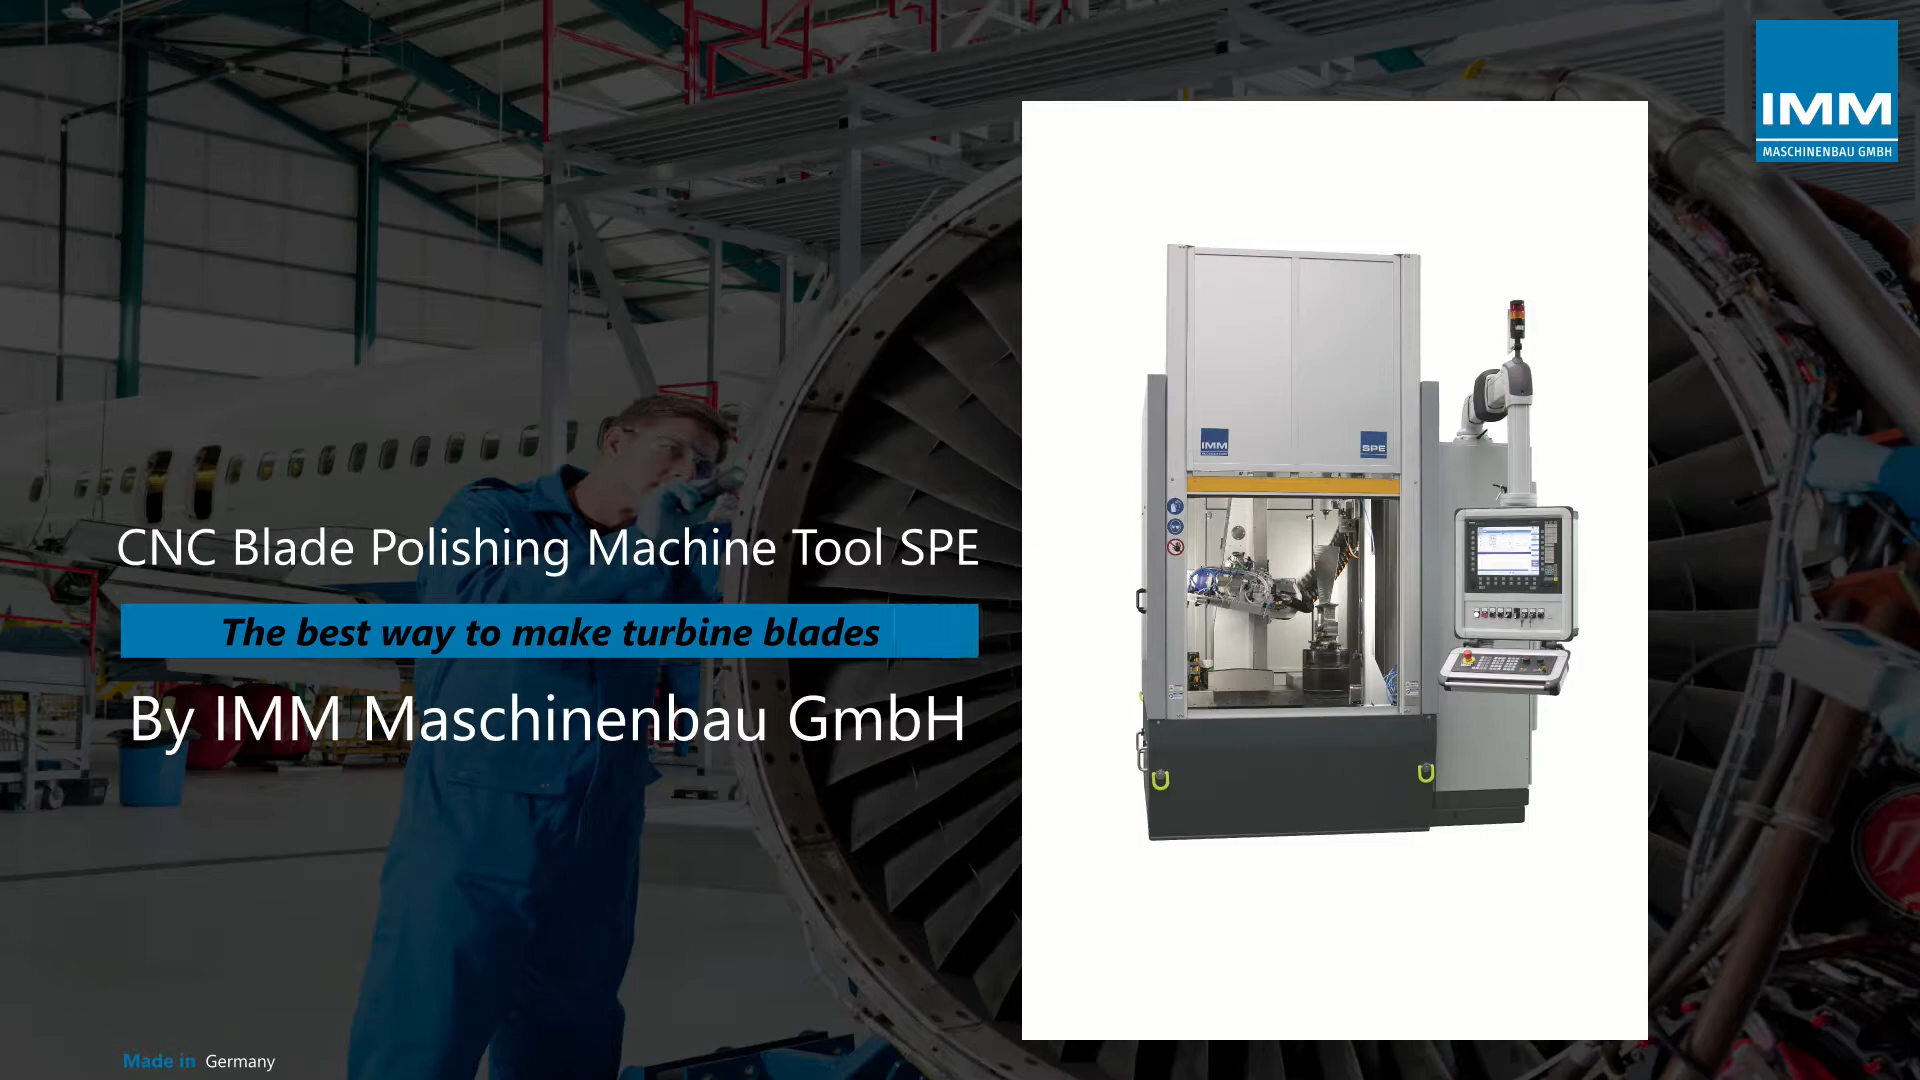 IMM
MASCHINENBAU GMBH
IMM
SPE
CNC Blade Polishing Machine Tool SPE
The best way to make turbine blades
By IMM Maschinenbau GmbH
Made in Germany